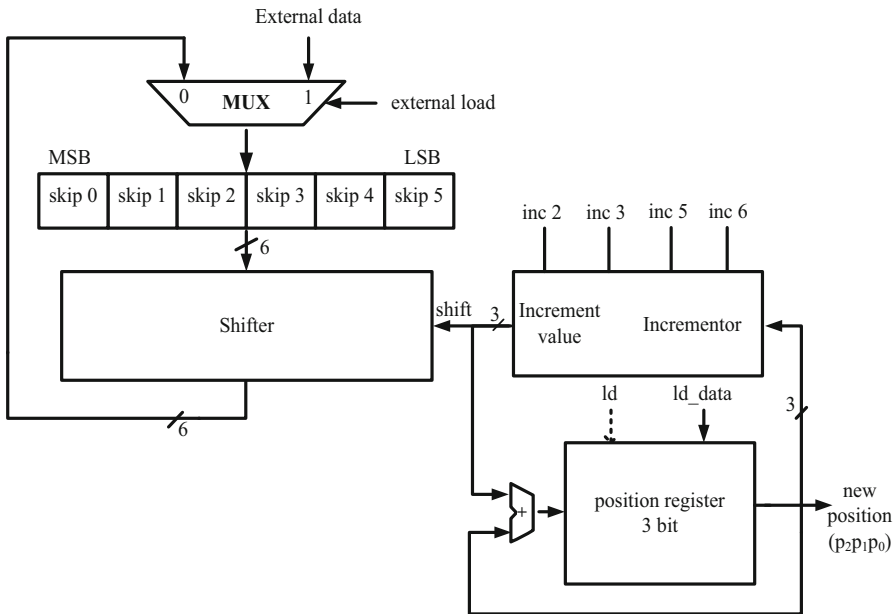 External data
0
MUX
1
external load
MSB
LSB
skip 0
skip 1
skip 2
skip 3
skip 4
skip 5
6
inc 2
inc 3
inc 5
inc 6
Shifter
shift
3
Increment
value
Incrementor
6
ld
ld_data
3
+
position register
3 bit
new
position
(p₂p₁p₀)